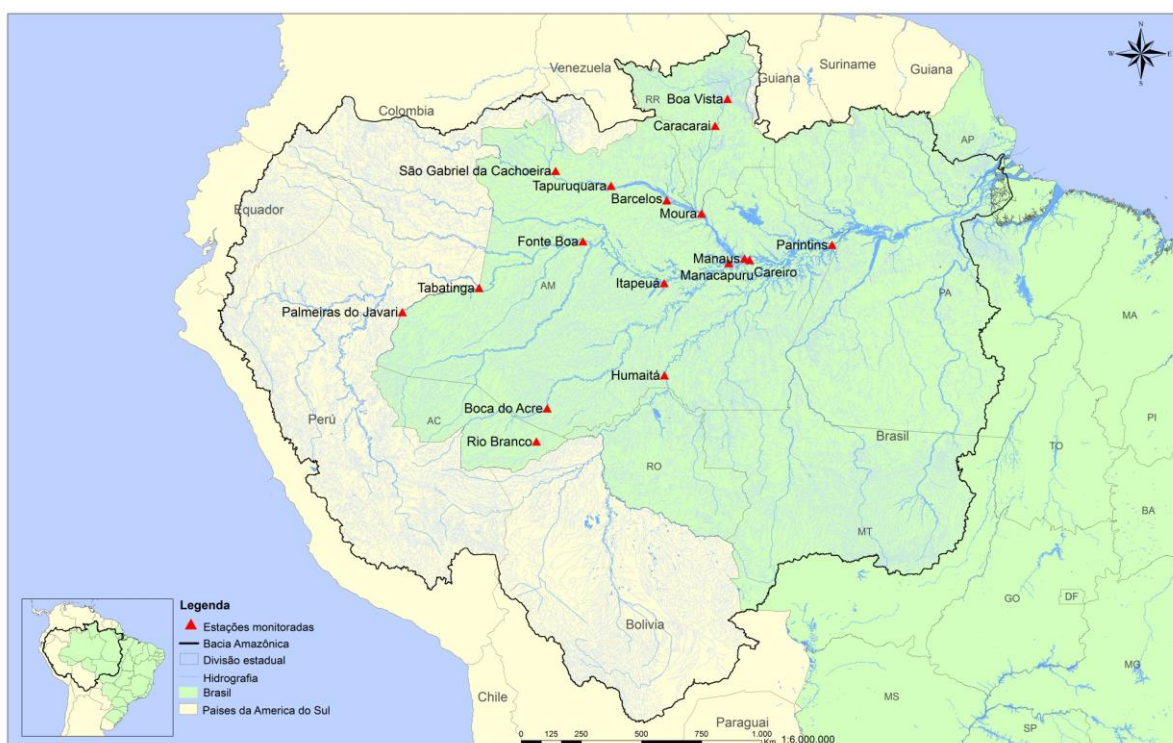 N
W
E
S
Venezuela
Suriname
Guiana
Guiana
Colombia
RR
Boa Vista
Caracarai
AP
São Gabriel da Cachoeira
Tapuruquara
Barcelos
Moura
Equador
Fonte Boa
Parintins
Manaus
Manacapuru
Careiro
Itapeuá
Tabatinga
AM
PA
Palmeiras do Javari
MA
Humaitá
Boca do Acre
Perú
AC
PI
Brasil
Rio Branco
TO
RO
BA
MT
GO
DF
Bolívia
MG
MS
Chile
Paraguai
SP
Legenda
Estações monitoradas
Bacia Amazônica
Divisão estadual
Hidrografia
Brasil
Paises da America do Sul
0 125 250 500 750 1.000
Km
1:6.000.000